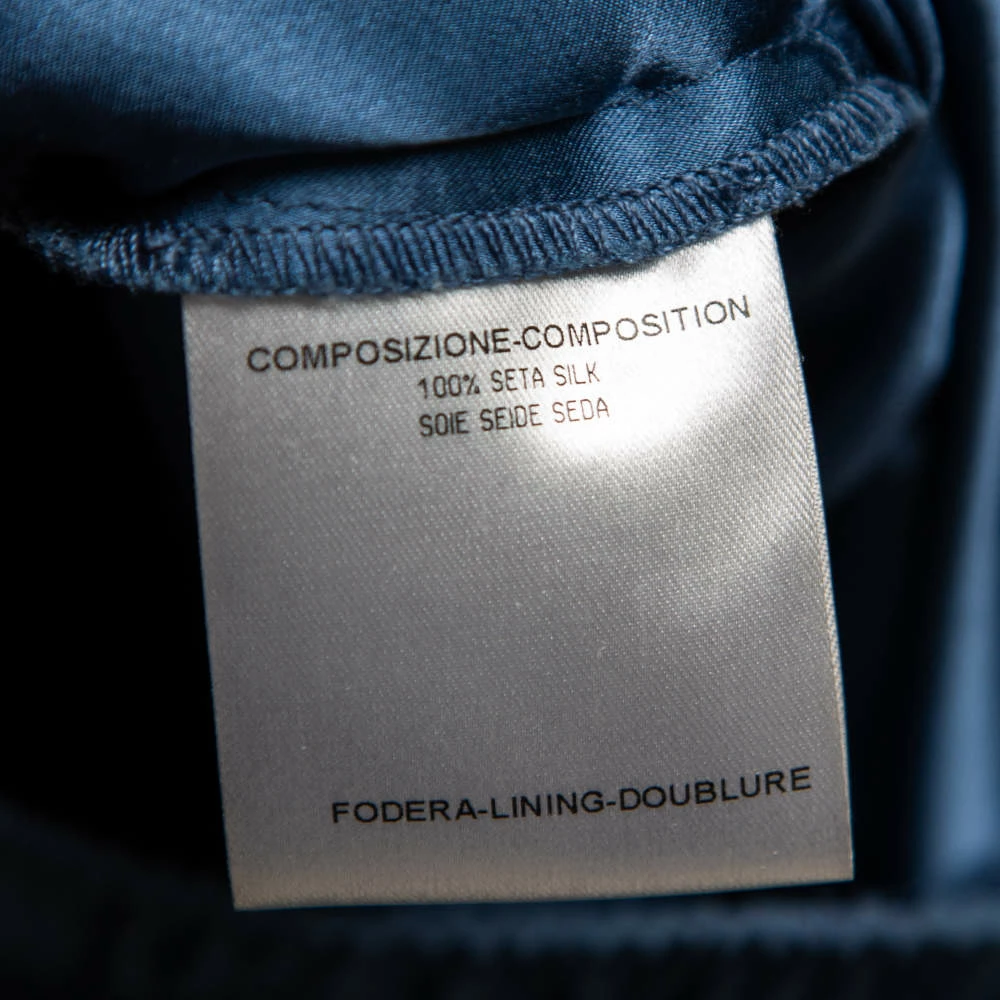 COMPOSIZIONE-COMPOSITION
100% SETA SILK
SOIE SEIDE SEDA
FODERA-LINING-DOUBLURE